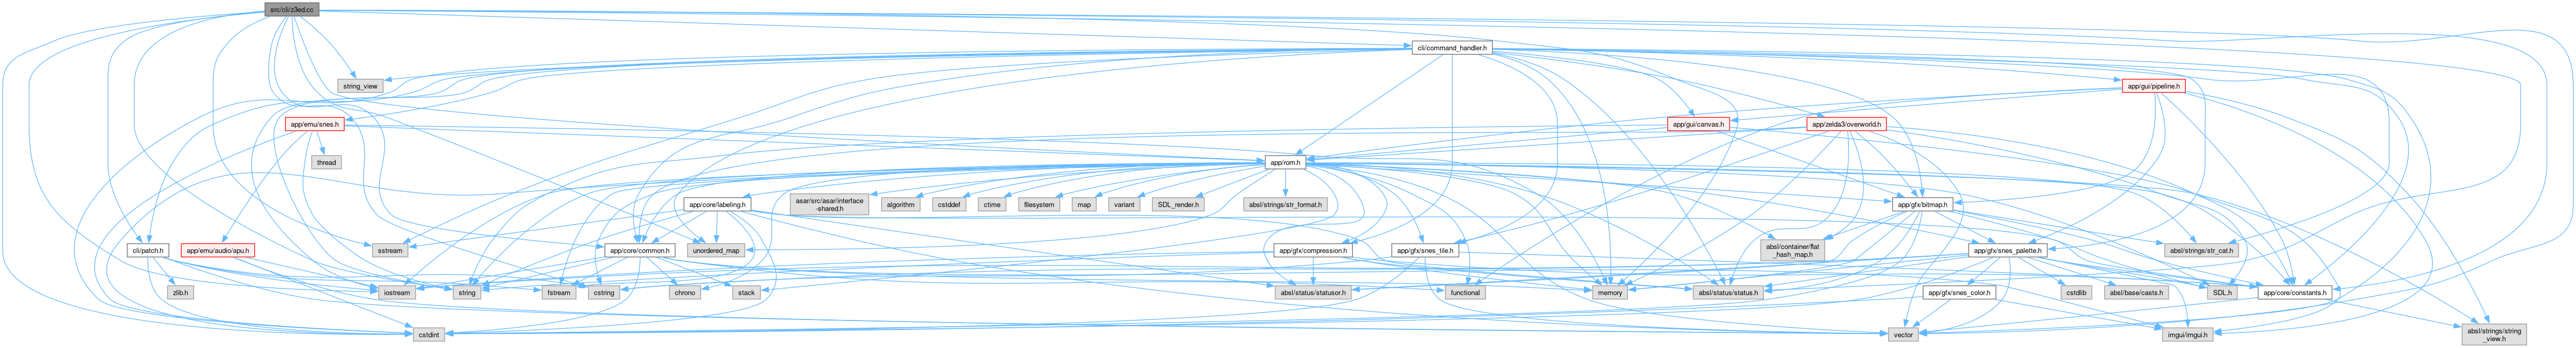 src/cli/z3ed.cc
cli/command_handler.h
string_view
app/gui/pipeline.h
app/emu/snes.h
app/gui/canvas.h
app/zelda3/overworld.h
thread
app/rom.h
app/core/labeling.h
asar/src/asar/interface
-shared.h
algorithm
cstddef
ctime
filesystem
map
variant
SDL_render.h
absl/strings/str_format.h
app/gfx/bitmap.h
cli/patch.h
app/emu/audio/apu.h
sstream
app/core/common.h
unordered_map
app/gfx/compression.h
app/gfx/snes_tile.h
absl/container/flat
_hash_map.h
app/gfx/snes_palette.h
absl/strings/str_cat.h
zlib.h
iostream
string
fstream
cstring
chrono
stack
absl/status/statusor.h
functional
memory
absl/status/status.h
app/gfx/snes_color.h
cstdlib
absl/base/casts.h
SDL.h
app/core/constants.h
cstdint
vector
imgui/imgui.h
absl/strings/string
_view.h